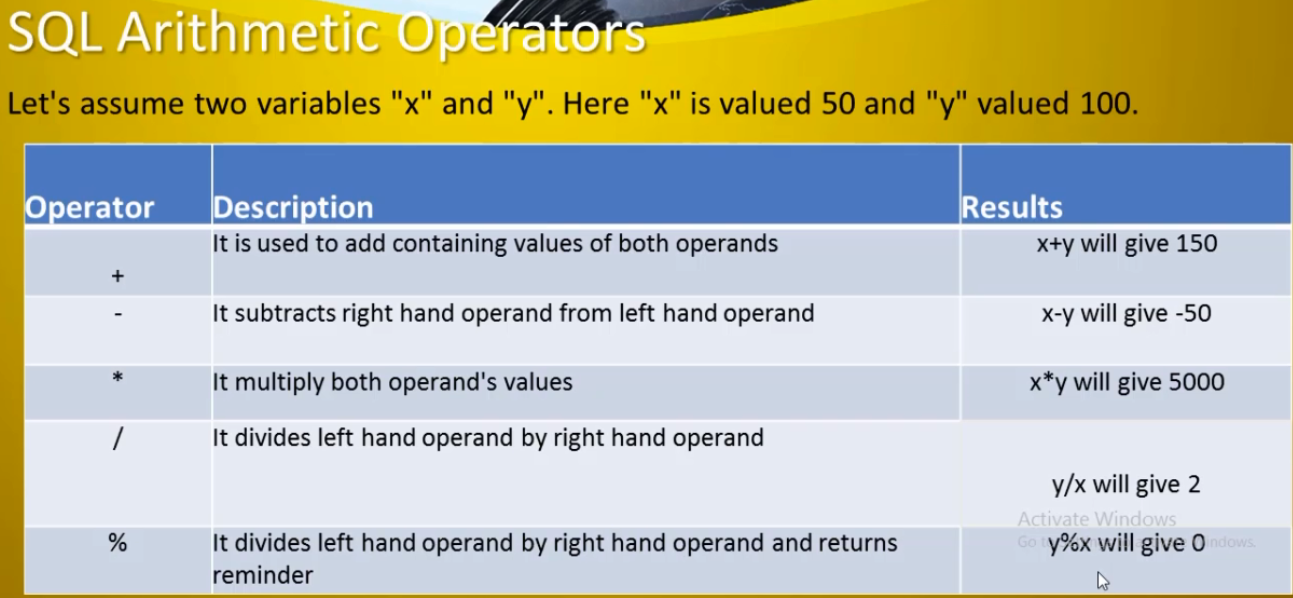 SQL Arithmetic Operators
Let's assume two variables "x" and "y". Here "x" is valued 50 and "y" valued 100.
Operator Description Results
It is used to add containing values of both operands x+y will give 150
+
- It subtracts right hand operand from left hand operand x-y will give -50
* It multiply both operand's values x*y will give 5000
/ It divides left hand operand by right hand operand
y/x will give 2
Activate Windows
% It divides left hand operand by right hand operand and returns y%x will give 0
reminder